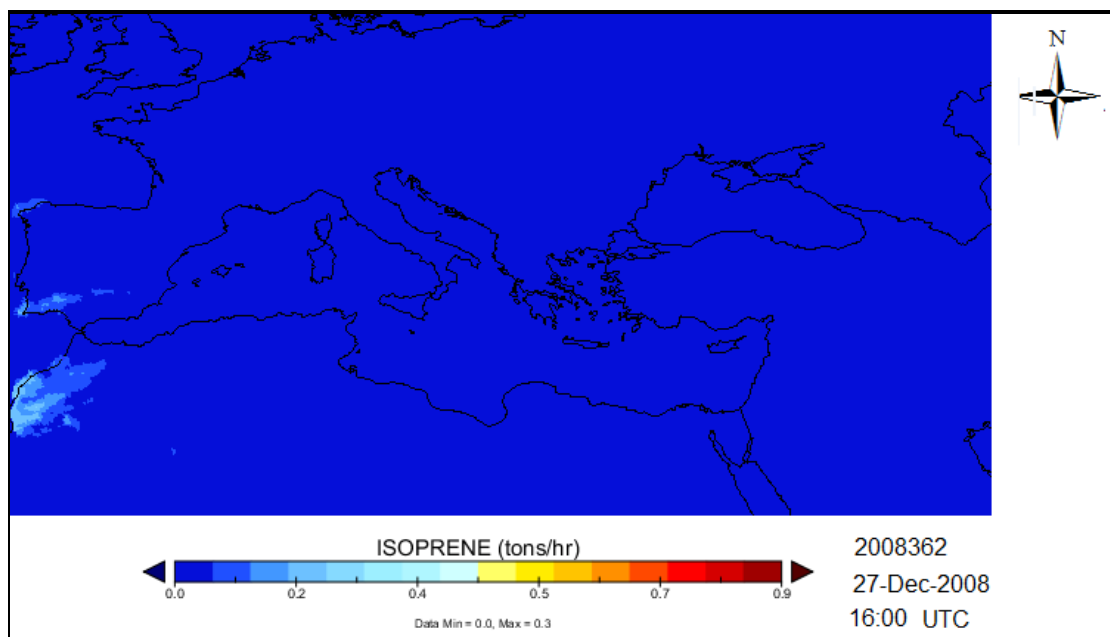 N
ISOPRENE (tons/hr)
0.0 0.2 0.4 0.5 0.7 0.9
Data Min = 0.0, Max = 0.3
2008362
27-Dec-2008
16:00 UTC